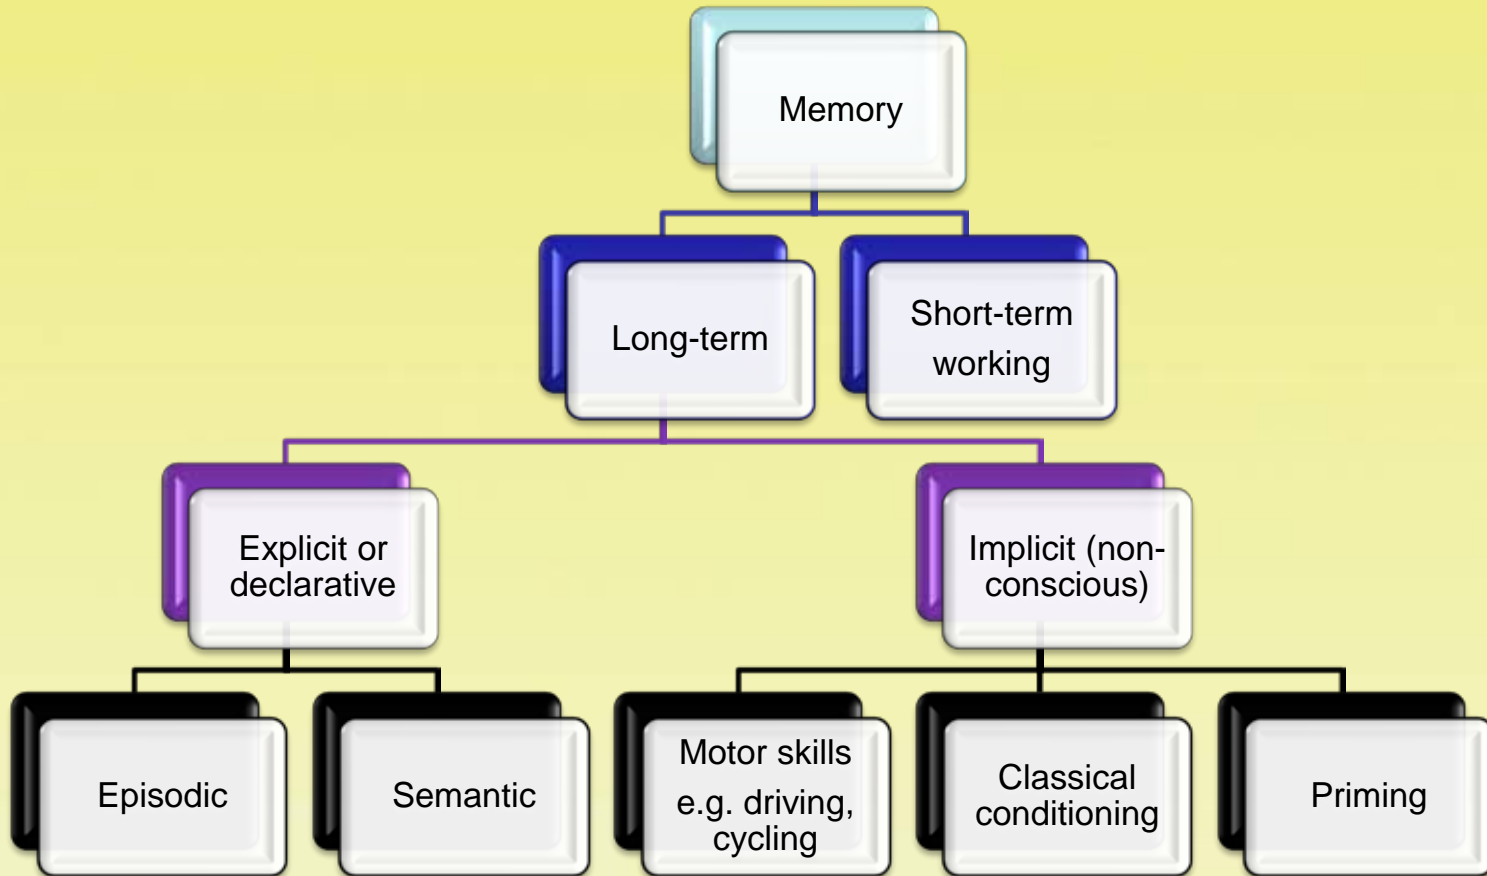 Memory
Long-term
Short-term
working
Explicit or
declarative
Implicit (non-
conscious)
Episodic
Semantic
Motor skills
e.g. driving,
cycling
Classical
conditioning
Priming